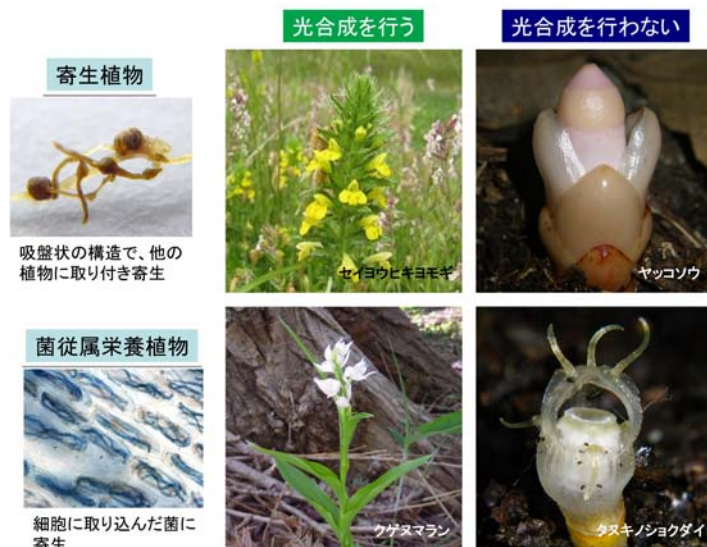 光合成を行う
光合成を行わない
寄生植物
吸盤状の構造で、他の
植物に取り付き寄生
セイヨウヒキヨモギ
ヤッコソウ
菌従属栄養植物
細胞に取り込んだ菌に
寄生
クゲヌマラン
タヌキノショクダイ